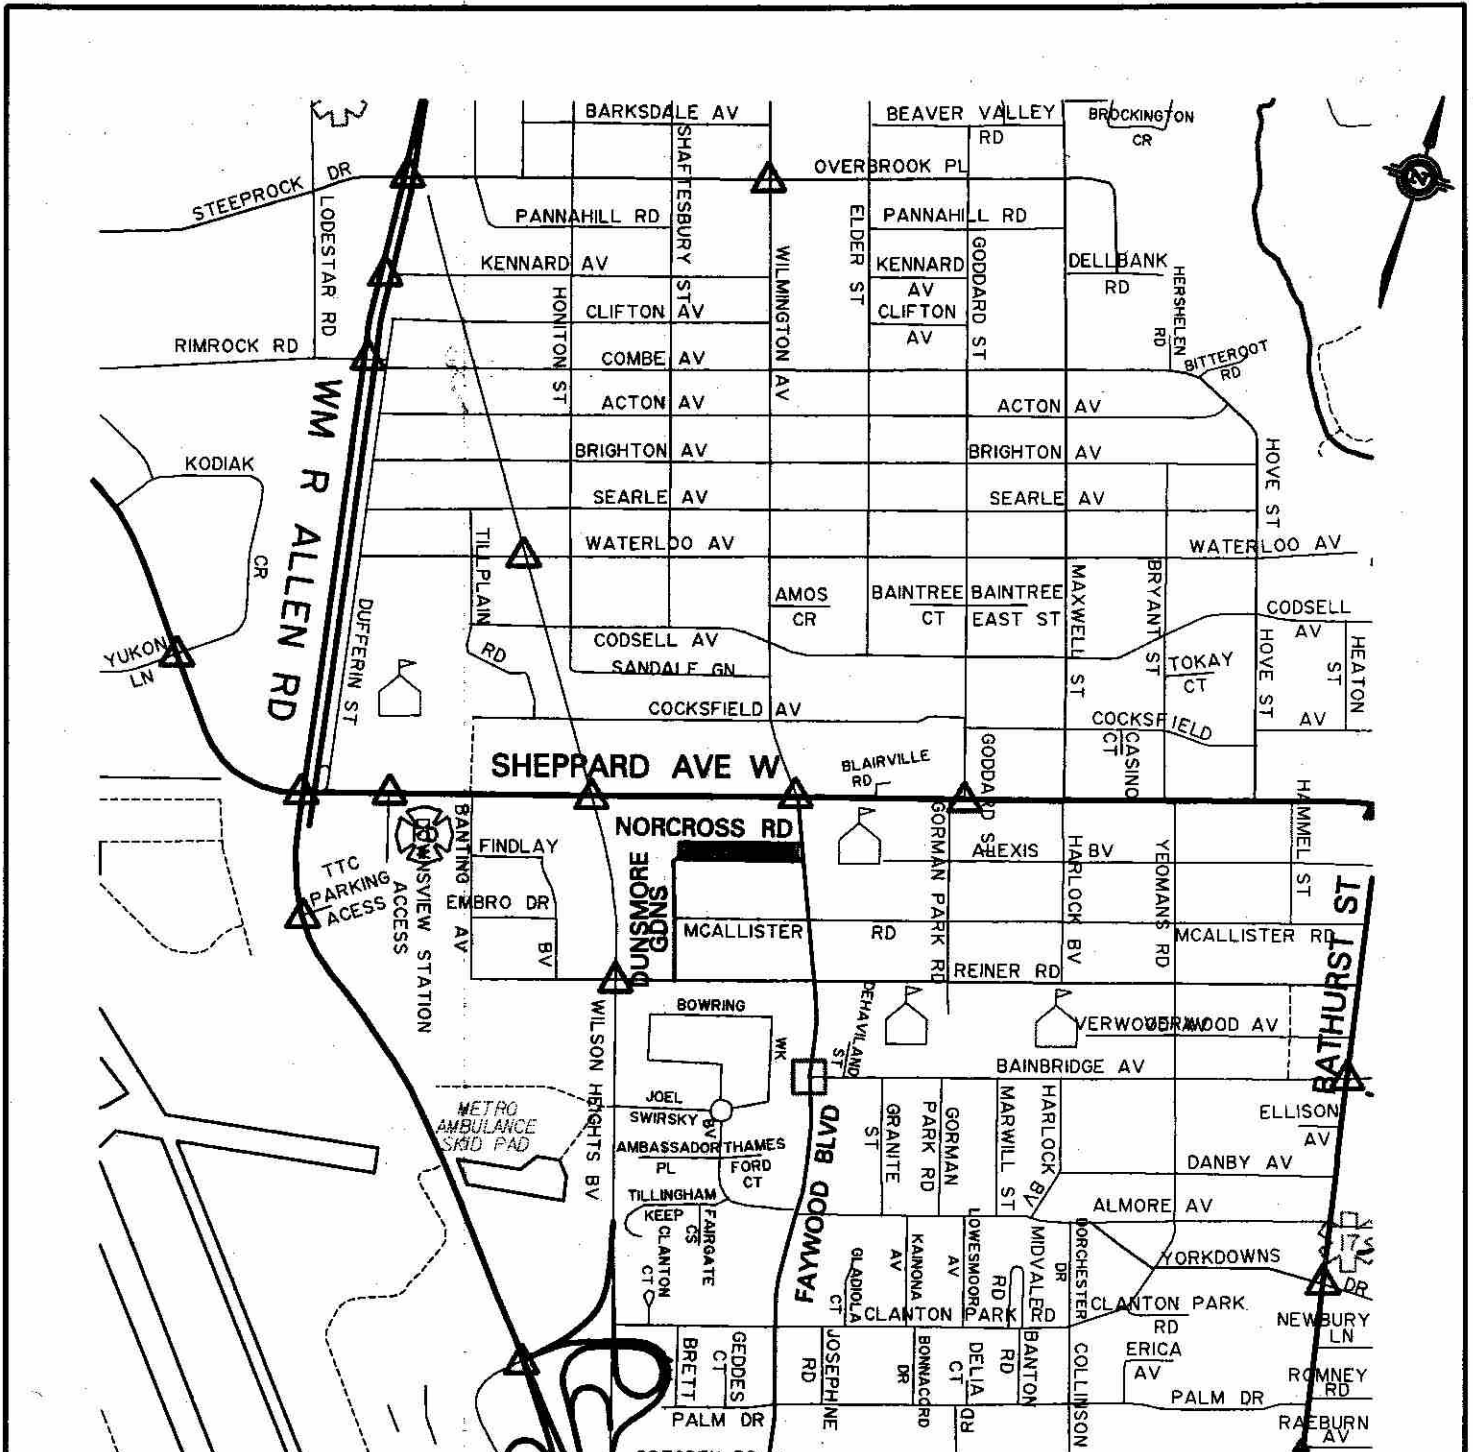 BARKSDALE AV
BEAVER VALLEY
RD
BROCKINGTON
CR
STEEPROCK DR
OVERBROOK PL
LODESTAR RD
SHAFTESBURY ST
PANNAHILL RD
ELDER ST
PANNAHILL RD
KENNARD AV
WILMINGTON AV
KENNARD
AV
GODDARD ST
DELLBANK
RD
HERSHELEN
RD
HONITON ST
CLIFTON AV
CLIFTON
AV
RIMROCK RD
COMBE AV
BITTEROOT
RD
WM R ALLEN RD
ACTON AV
ACTON AV
KODIAK
CR
BRIGHTON AV
BRIGHTON AV
HOVE ST
SEARLE AV
SEARLE AV
TILLPLAIN
RD
WATERLOO AV
WATERLOO AV
DUFFERIN ST
AMOS
CR
BAINTREE
CT
BAINTREE
EAST ST
MAXWELL ST
BRYANT ST
CODSELL
AV
YUKON
LN
CODSELL AV
SANDALE GN
TOKAY
CT
HOVE ST
HEATON
ST
COCKSFIELD AV
COCKSFIELD
AV
CASINO
CT
SHEPPARD AVE W
BLAIRVILLE
RD
GODDARD ST
HAMMEL ST
BANTING AV
NORCROSS RD
FINDLAY
BV
GORMAN PARK RD
ALEXIS BV
HARLOCK BV
YEOMANS RD
TTC
PARKING
ACESS
ACCESS
DOWNSVIEW STATION
EMBRO DR
DUNSMORE
GDNS
MCALLISTER RD
MCALLISTER RD
BATHURST ST
REINER RD
WILSON HEIGHTS BV
BOWRING
WK
DEHAVILAND
ST
VERWOOD AV
VERWOOD AV
BAINBRIDGE AV
METRO
AMBULANCE
SKID PAD
JOEL
SWIRSKY
BV
FAYWOOD BLVD
GRANITE
ST
GORMAN
PARK RD
MARWILL ST
HARLOCK BV
ELLISON
AV
AMBASSADOR
PL
THAMES
FORD
CT
DANBY AV
TILLINGHAM
KEEP
FAIRGATE
CS
CLANTON
CT
ALMORE AV
GLADIOLA
CT
KAINONA
AV
LOWESMOOR
AV
MIDVALE
RD
DORCHESTER
DR
YORKDOWNS
DR
CLANTON PARK RD
CLANTON PARK
RD
NEWBURY
LN
BRETT
GEDDES
CT
JOSEPHINE
RD
BONNACORD
DR
DELIA
CT
BANTON
RD
COLLINSON
ERICA
AV
ROMNEY
RD
PALM DR
PALM DR
RAEBURN
AV